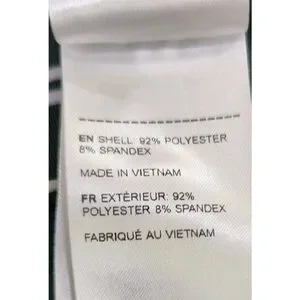 EN SHELL: 92% POLYESTER
8% SPANDEX
MADE IN VIETNAM
FR EXTÉRIEUR: 92%
POLYESTER 8% SPANDEX
FABRIQUÉ AU VIETNAM